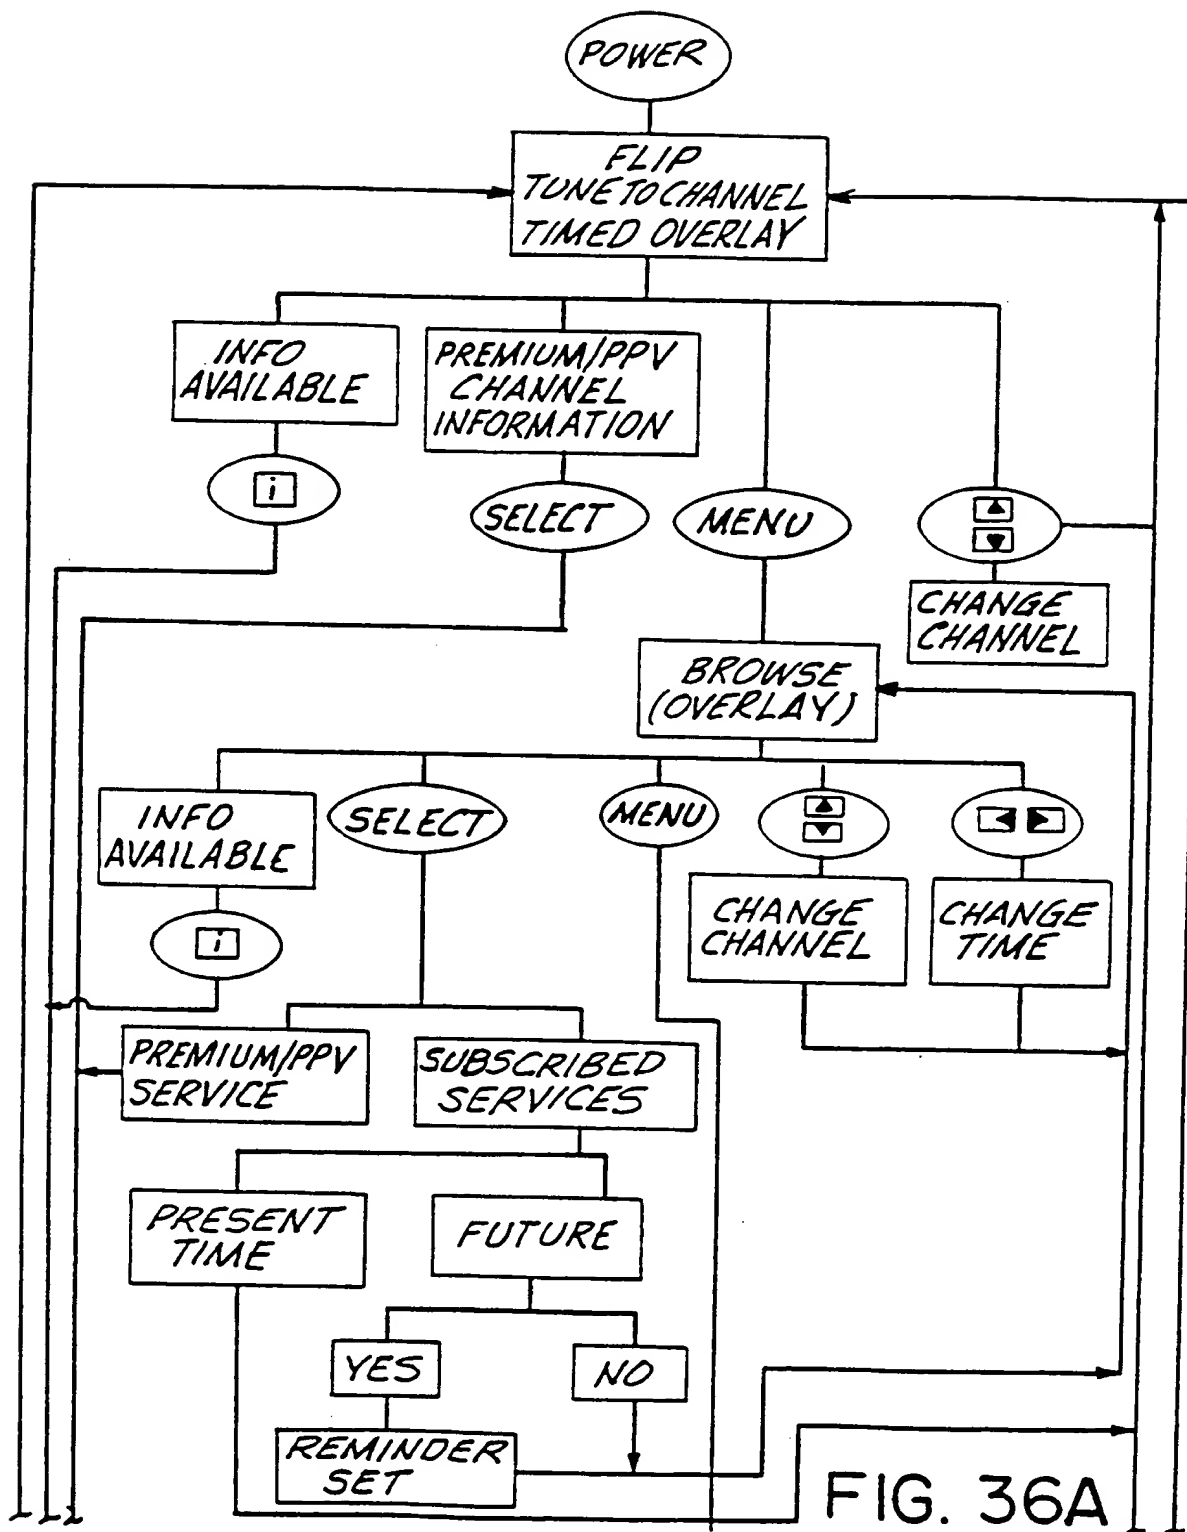 POWER
FLIP
TUNE TO CHANNEL
TIMED OVERLAY
INFO
AVAILABLE
PREMIUM/PPV
CHANNEL
INFORMATION
i
SELECT
MENU
CHANGE
CHANNEL
BROWSE
(OVERLAY)
INFO
AVAILABLE
SELECT
MENU
i
CHANGE
CHANNEL
CHANGE
TIME
PREMIUM/PPV
SERVICE
SUBSCRIBED
SERVICES
PRESENT
TIME
FUTURE
YES
NO
REMINDER
SET
FIG. 36A